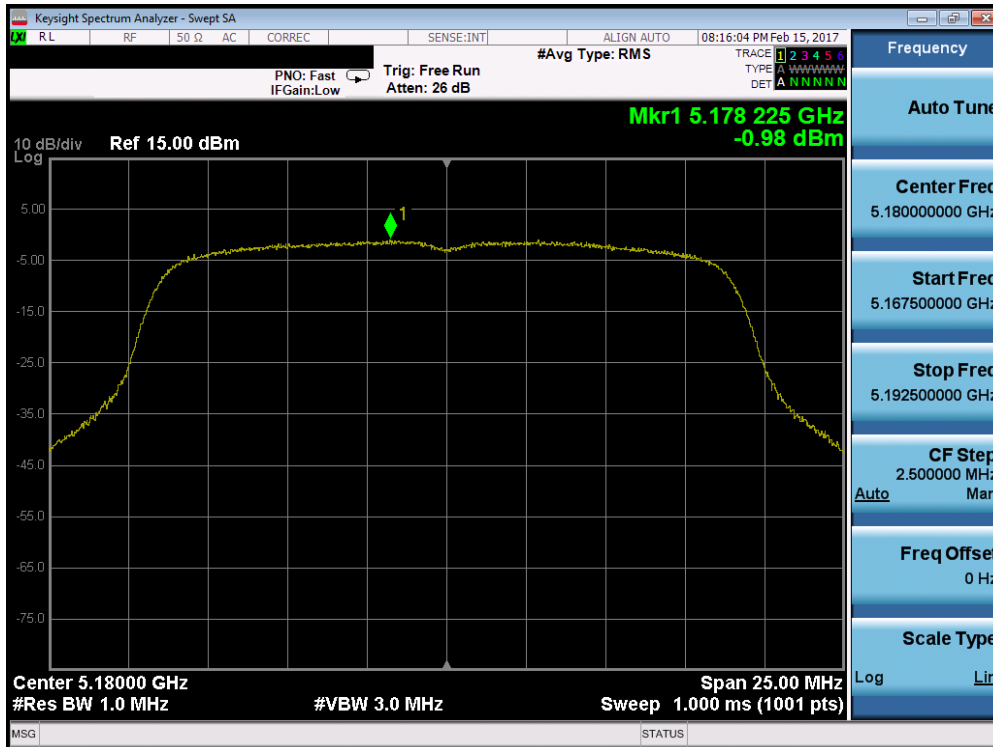 Keysight Spectrum Analyzer - Swept SA
LXI RL RF 50 Ω AC CORREC SENSE:INT ALIGN AUTO 08:16:04 PM Feb 15, 2017
PNO: Fast
IFGain:Low
Trig: Free Run
Atten: 26 dB
#Avg Type: RMS
TRACE 1 2 3 4 5 6
TYPE A WWWWW
DET A N N N N N
Mkr1 5.178 225 GHz
-0.98 dBm
10 dB/div
Log
Ref 15.00 dBm
1
5.00
-5.00
-15.0
-25.0
-35.0
-45.0
-55.0
-65.0
-75.0
Center 5.18000 GHz
#Res BW 1.0 MHz
#VBW 3.0 MHz
Span 25.00 MHz
Sweep 1.000 ms (1001 pts)
MSG
STATUS
Frequency
Auto Tune
Center Freq
5.180000000 GHz
Start Freq
5.167500000 GHz
Stop Freq
5.192500000 GHz
CF Step
2.500000 MHz
Auto Man
Freq Offset
0 Hz
Scale Type
Log Lin